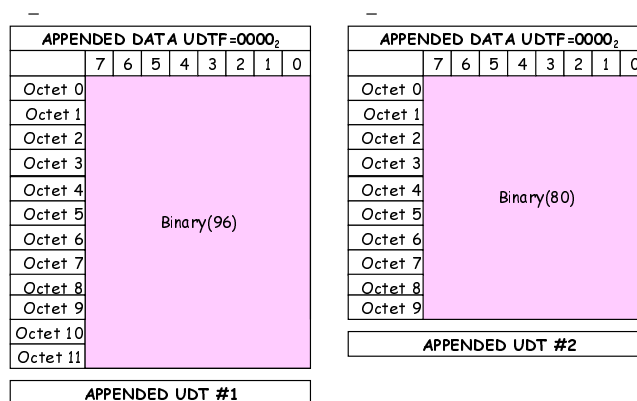 _
APPENDED DATA UDTF=0000₂
7 6 5 4 3 2 1 0
Octet 0
Octet 1
Octet 2
Octet 3
Octet 4
Octet 5
Octet 6
Octet 7
Octet 8
Octet 9
Octet 10
Octet 11
Binary(96)
APPENDED UDT #1
_
APPENDED DATA UDTF=0000₂
7 6 5 4 3 2 1 0
Octet 0
Octet 1
Octet 2
Octet 3
Octet 4
Octet 5
Octet 6
Octet 7
Octet 8
Octet 9
Binary(80)
APPENDED UDT #2